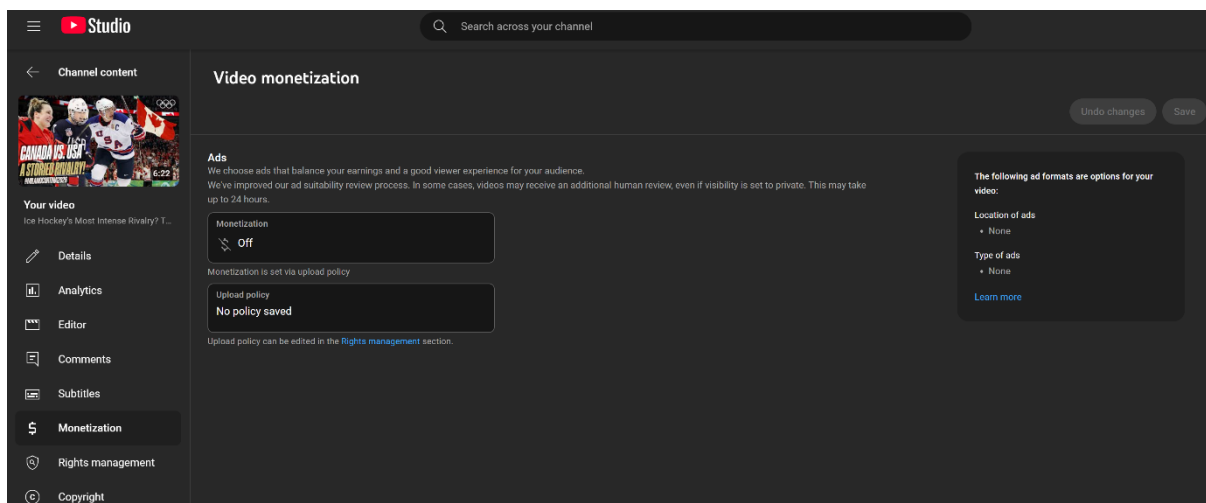 Studio
Search across your channel
Channel content
Video monetization
Undo changes
Save
CANADA
VS. USA
A STORIED RIVALRY!
6:22
Your video
Ice Hockey's Most Intense Rivalry? T...
Details
Analytics
Editor
Comments
Subtitles
Monetization
Rights management
Copyright
Ads
We choose ads that balance your earnings and a good viewer experience for your audience.
We've improved our ad suitability review process. In some cases, videos may receive an additional human review, even if visibility is set to private. This may take
up to 24 hours.
Monetization
Off
Monetization is set via upload policy
Upload policy
No policy saved
Upload policy can be edited in the Rights management section.
The following ad formats are options for your
video:
Location of ads
• None
Type of ads
• None
Learn more